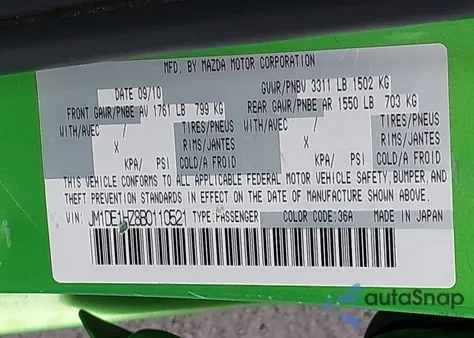 MFD. BY MAZDA MOTOR CORPORATION
DATE 09/10 GVWR/PNBV 3311 LB 1502 KG
FRONT GAWR/PNBE AV 1761 LB 799 KG REAR GAWR/PNBE AR 1550 LB 703 KG
WITH/AVEC / TIRES/PNEUS WITH/AVEC / TIRES/PNEUS
X RIMS/JANTES X RIMS/JANTES
KPA/ PSI COLD/A FROID KPA/ PSI COLD/A FROID
THIS VEHICLE CONFORMS TO ALL APPLICABLE FEDERAL MOTOR VEHICLE SAFETY, BUMPER, AND
THEFT PREVENTION STANDARDS IN EFFECT ON THE DATE OF MANUFACTURE SHOWN ABOVE.
VIN: JM1DE1HZ8B0110521 TYPE:PASSENGER COLOR CODE:36A MADE IN JAPAN
autoSnap